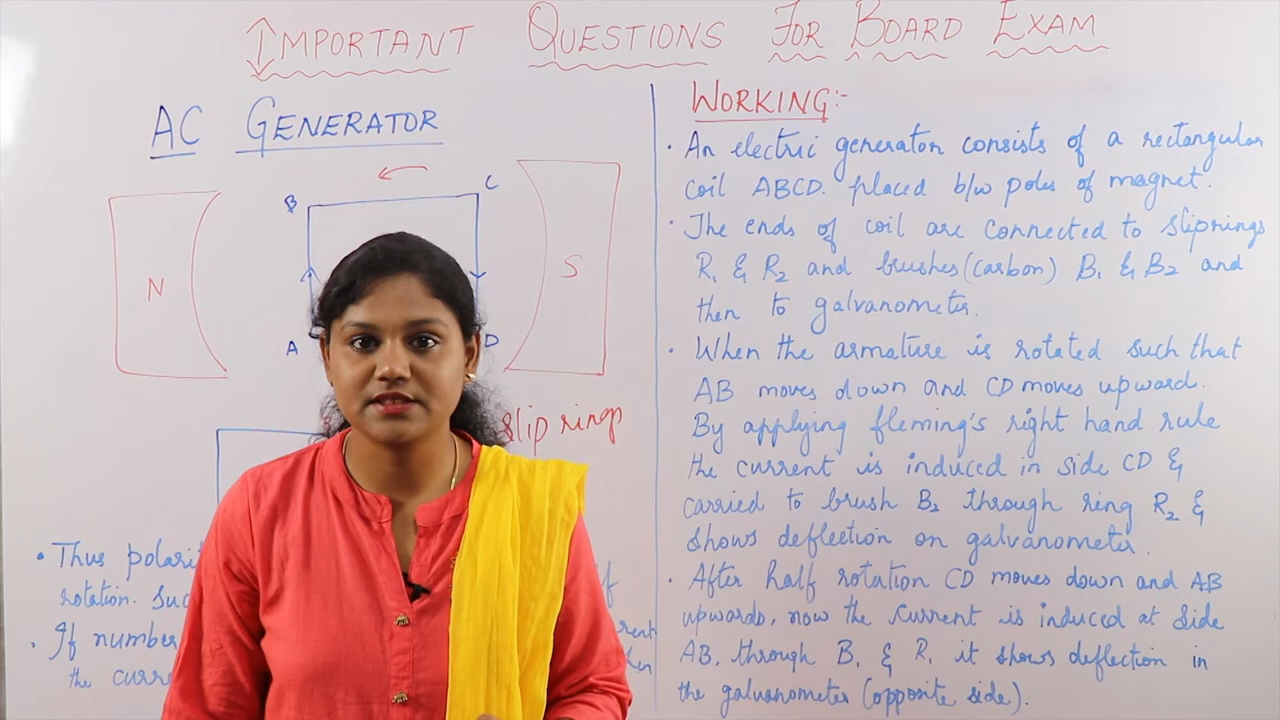 IMPORTANT QUESTIONS FOR BOARD EXAM
AC GENERATOR
B
C
N
S
A
D
slip rings
• Thus
rotation.
• If number
the
WORKING:-
• An electric generator consists of a rectangular
coil ABCD. placed b/w poles of magnet.
• The ends of coil are connected to sliprings
R1 & R2 and brushes (carbon) B1 & B2 and
then to galvanometer.
• When the armature is rotated such that
AB moves down and CD moves upward.
By applying fleming's right hand rule
the current is induced in side CD &
carried to brush B2 through ring R2 &
shows deflection on galvanometer.
• After half rotation CD moves down and AB
upwards, now the current is induced at side
AB, through B1 & R1 it shows deflection in
the galvanometer (opposite side).